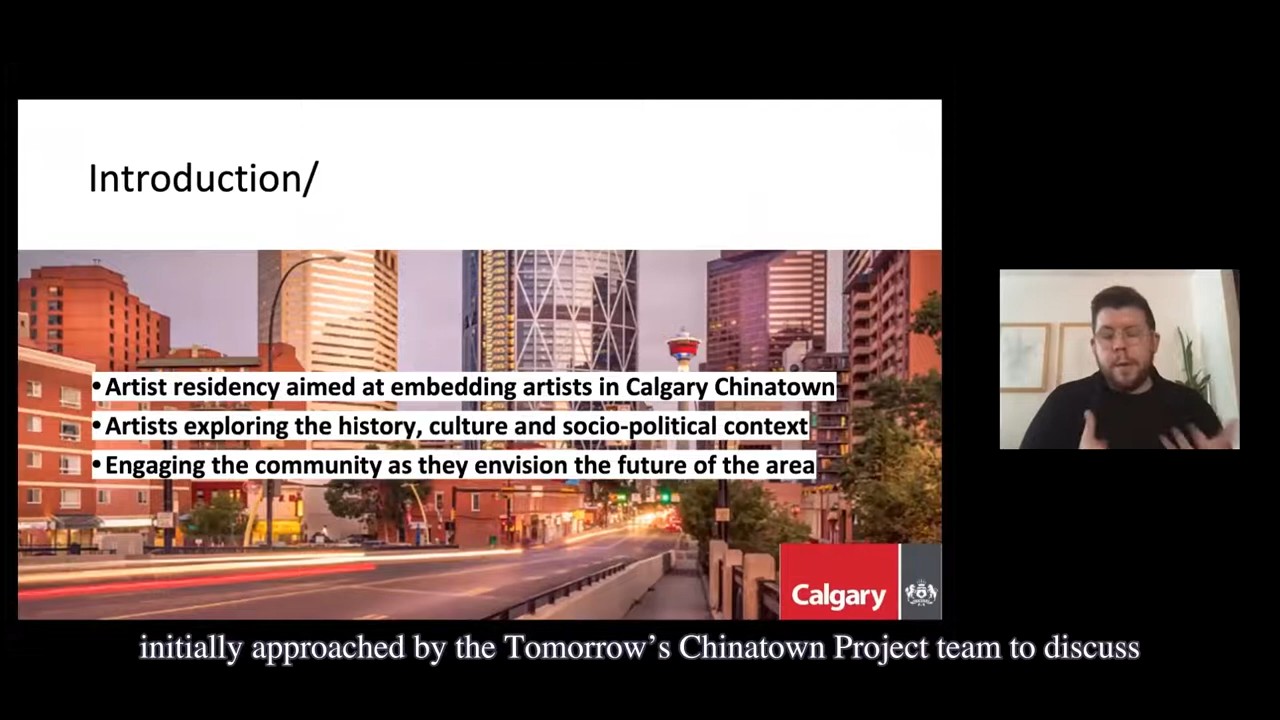 Introduction/
•Artist residency aimed at embedding artists in Calgary Chinatown
•Artists exploring the history, culture and socio-political context
•Engaging the community as they envision the future of the area
Calgary
initially approached by the Tomorrow’s Chinatown Project team to discuss